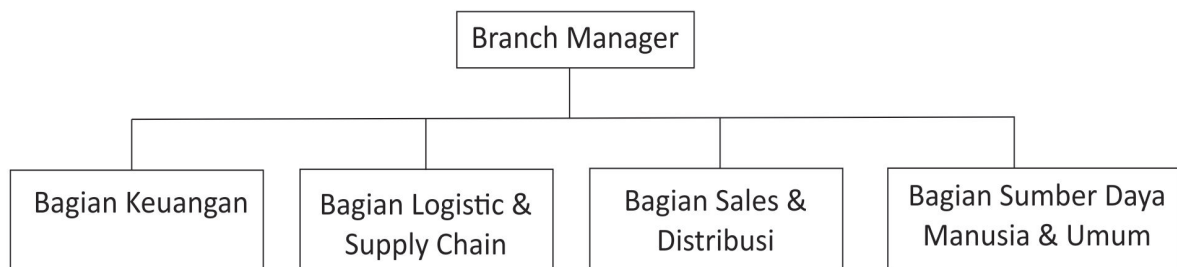 Branch Manager
Bagian Keuangan
Bagian Logistic &
Supply Chain
Bagian Sales &
Distribusi
Bagian Sumber Daya
Manusia & Umum